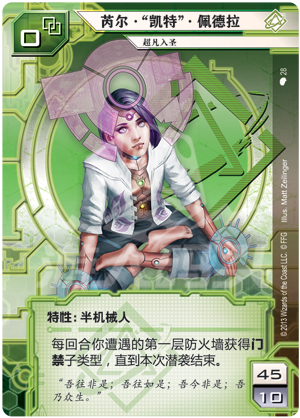 芮尔·“凯特”·佩德拉
超凡入圣
0
28
© 2013 Wizards of the Coast LLC. © FFG
Illus. Matt Zeilinger
特性: 半机械人
每回合你遭遇的第一层防火墙获得门
禁子类型，直到本次潜袭结束。
“吾往非是；吾往如是；吾今非是；吾
乃众生。”
45
10